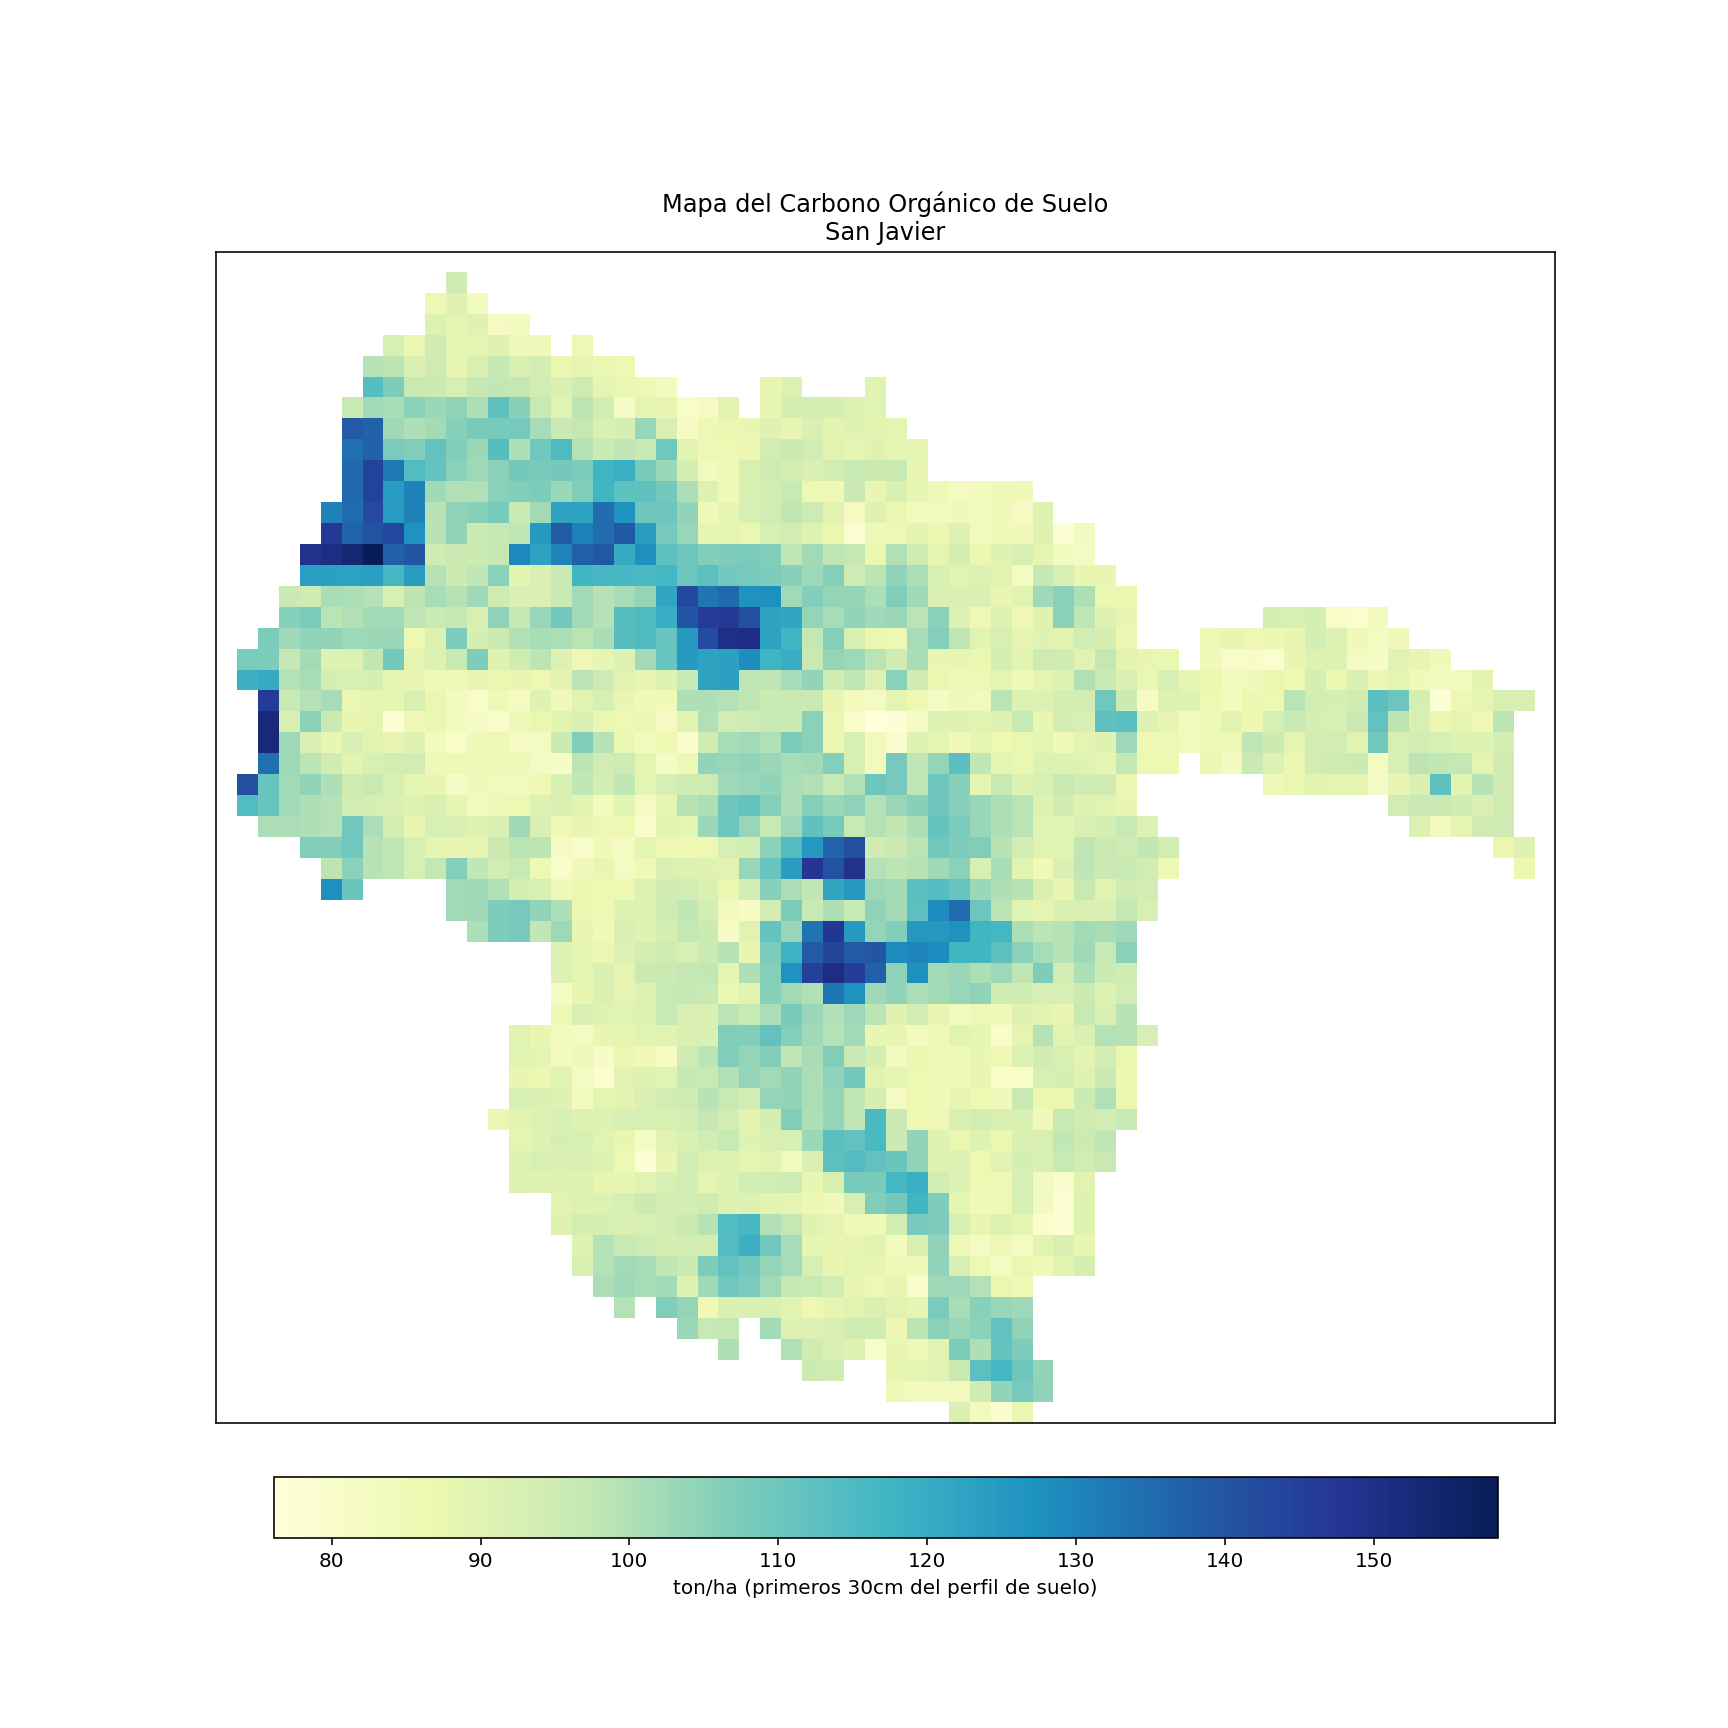 Mapa del Carbono Orgánico de Suelo
San Javier
80 90 100 110 120 130 140 150
ton/ha (primeros 30cm del perfil de suelo)